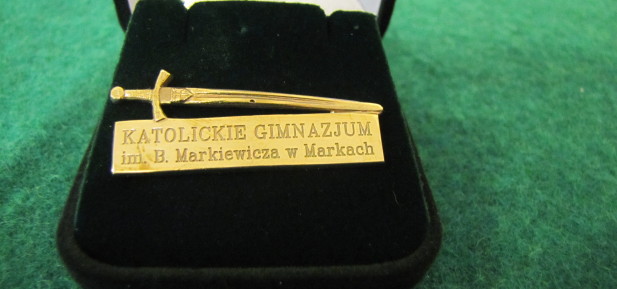 KATOLICKIE GIMNAZJUM
im. B. Markiewicza w Markach